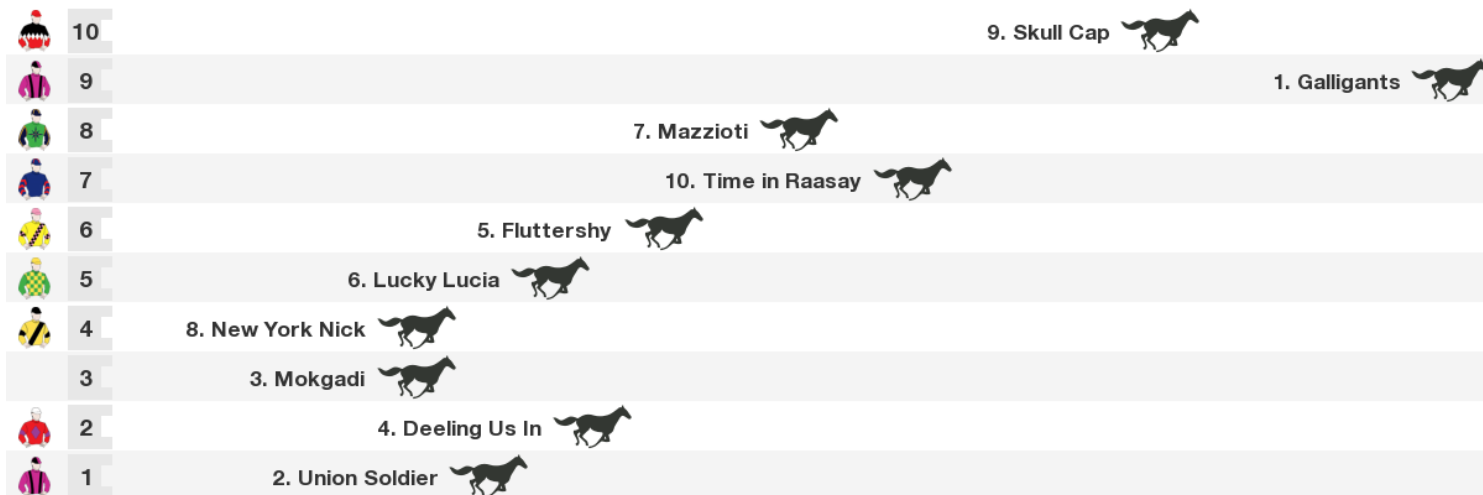 10 9. Skull Cap
9 1. Galligants
8 7. Mazzioti
7 10. Time in Raasay
6 5. Fluttershy
5 6. Lucky Lucia
4 8. New York Nick
3 3. Mokgadi
2 4. Deeling Us In
1 2. Union Soldier